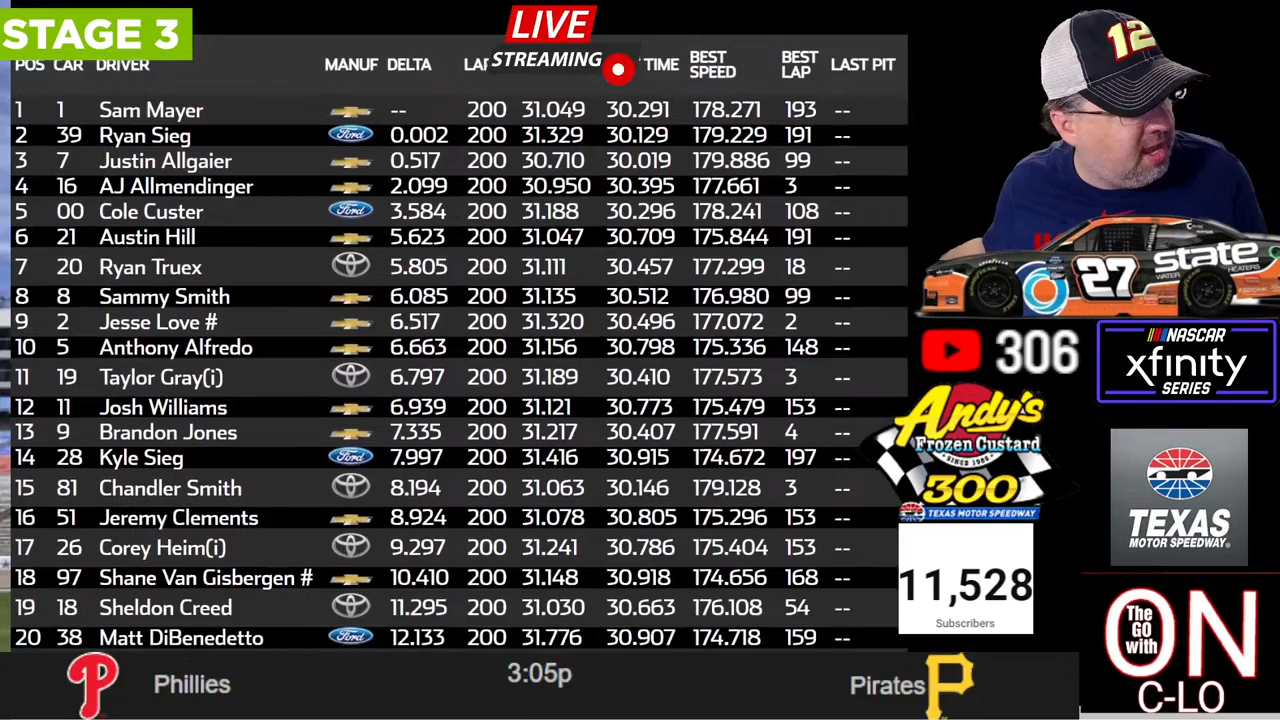 STAGE 3
LIVE
STREAMING
POS CAR DRIVER MANUF DELTA TIME BEST SPEED BEST LAP LAST PIT
1 1 Sam Mayer -- 200 31.049 30.291 178.271 193 --
2 39 Ryan Sieg Ford 0.002 200 31.329 30.129 179.229 191 --
3 7 Justin Allgaier 0.517 200 30.710 30.019 179.886 99 --
4 16 AJ Allmendinger 2.099 200 30.950 30.395 177.661 3 --
5 00 Cole Custer Ford 3.584 200 31.188 30.296 178.241 108 --
6 21 Austin Hill 5.623 200 31.047 30.709 175.844 191 --
7 20 Ryan Truex 5.805 200 31.111 30.457 177.299 18 --
8 8 Sammy Smith 6.085 200 31.135 30.512 176.980 99 --
9 2 Jesse Love # 6.517 200 31.320 30.496 177.072 2 --
10 5 Anthony Alfredo 6.663 200 31.156 30.798 175.336 148 --
11 19 Taylor Gray(i) 6.797 200 31.189 30.410 177.573 3 --
12 11 Josh Williams 6.939 200 31.121 30.773 175.479 153 --
13 9 Brandon Jones 7.335 200 31.217 30.407 177.591 4 --
14 28 Kyle Sieg Ford 7.997 200 31.416 30.915 174.672 197 --
15 81 Chandler Smith 8.194 200 31.063 30.146 179.128 3 --
16 51 Jeremy Clements 8.924 200 31.078 30.805 175.296 153 --
17 26 Corey Heim(i) 9.297 200 31.241 30.786 175.404 153 --
18 97 Shane Van Gisbergen # 10.410 200 31.148 30.918 174.656 168 --
19 18 Sheldon Creed 11.295 200 31.030 30.663 176.108 54 --
20 38 Matt DiBenedetto Ford 12.133 200 31.776 30.907 174.718 159 --
12
27
state
WATER HEATERS
306
NASCAR
xfinity
SERIES
Andy's
Frozen Custard
SINCE 1986
300
TEXAS MOTOR SPEEDWAY
TEXAS
MOTOR SPEEDWAY
11,528
Subscribers
The GO with
ON
C-LO
P Phillies 3:05p Pirates P